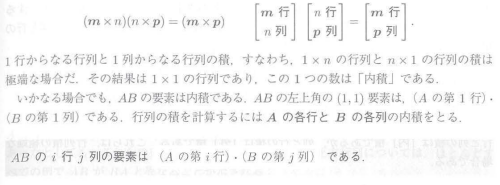 (m × n)(n × p) = (m × p) [m 行 n 列] [n 行 p 列] = [m 行 p 列].
1 行からなる行列と 1 列からなる行列の積，すなわち，1 × n の行列と n × 1 の行列の積は
極端な場合だ．その結果は 1 × 1 の行列であり，この 1 つの数は「内積」である．
いかなる場合でも，AB の要素は内積である．AB の左上角の (1, 1) 要素は，(A の第 1 行)・
(B の第 1 列) である．行列の積を計算するには A の各行と B の各列の内積をとる．
AB の i 行 j 列の要素は (A の第 i 行)・(B の第 j 列) である．